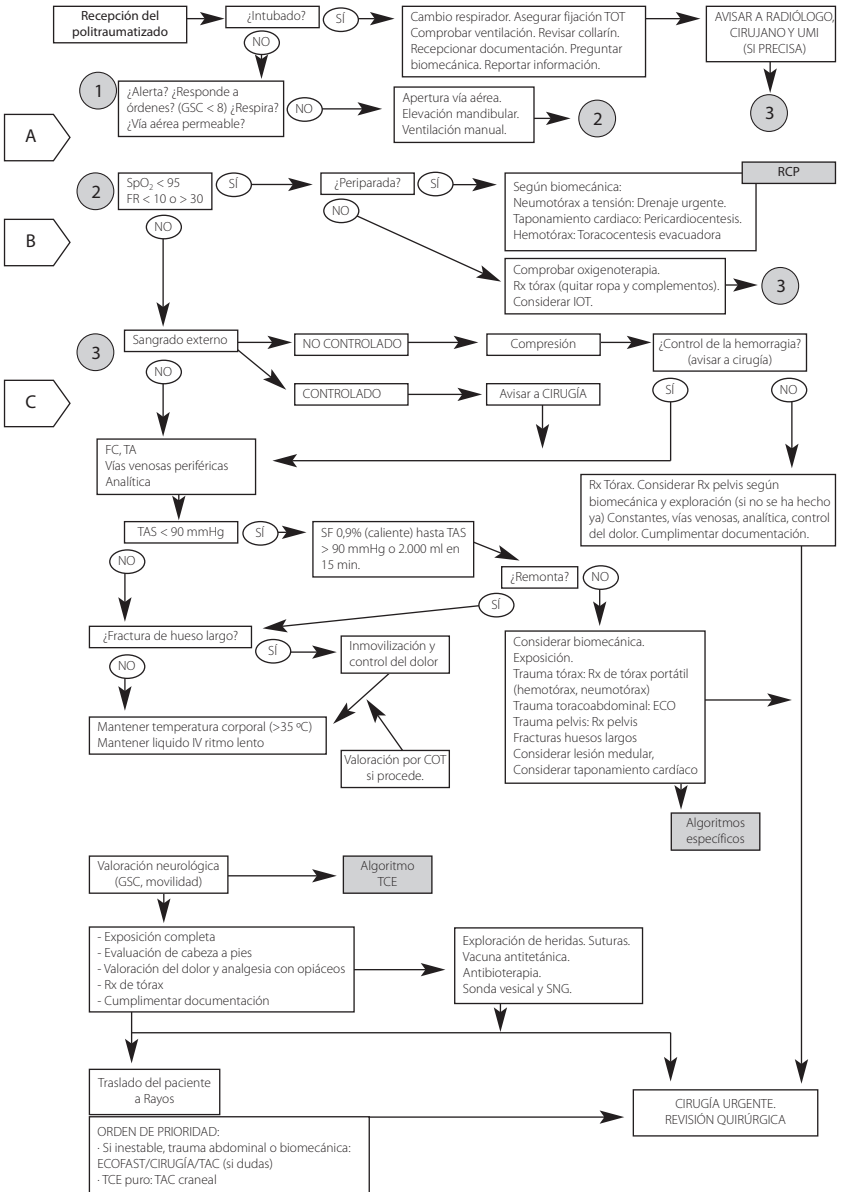 Recepción del
politraumatizado
¿Intubado?
SÍ
Cambio respirador. Asegurar fijación TOT
Comprobar ventilación. Revisar collarín.
Recepcionar documentación. Preguntar
biomecánica. Reportar información.
AVISAR A RADIÓLOGO,
CIRUJANO Y UMI
(SI PRECISA)
NO
3
1
¿Alerta? ¿Responde a
órdenes? (GSC < 8) ¿Respira?
¿Vía aérea permeable?
NO
Apertura vía aérea.
Elevación mandibular.
Ventilación manual.
2
A
2
SpO₂ < 95
FR < 10 o > 30
SÍ
¿Periparada?
SÍ
RCP
Según biomecánica:
Neumotórax a tensión: Drenaje urgente.
Taponamiento cardiaco: Pericardiocentesis.
Hemotórax: Toracocentesis evacuadora
NO
NO
B
Comprobar oxigenoterapia.
Rx tórax (quitar ropa y complementos).
Considerar IOT.
3
3
Sangrado externo
NO CONTROLADO
Compresión
¿Control de la hemorragia?
(avisar a cirugía)
NO
CONTROLADO
Avisar a CIRUGÍA
SÍ
NO
C
FC, TA
Vías venosas periféricas
Analítica
Rx Tórax. Considerar Rx pelvis según
biomecánica y exploración (si no se ha hecho
ya) Constantes, vías venosas, analítica, control
del dolor. Cumplimentar documentación.
TAS < 90 mmHg
SÍ
SF 0,9% (caliente) hasta TAS
> 90 mmHg o 2.000 ml en
15 min.
NO
¿Remonta?
NO
SÍ
¿Fractura de hueso largo?
SÍ
Inmovilización y
control del dolor
NO
Considerar biomecánica.
Exposición.
Trauma tórax: Rx de tórax portátil
(hemotórax, neumotórax)
Trauma toracoabdominal: ECO
Trauma pelvis: Rx pelvis
Fracturas huesos largos
Considerar lesión medular,
Considerar taponamiento cardíaco
Mantener temperatura corporal (>35 ºC)
Mantener liquido IV ritmo lento
Valoración por COT
si procede.
Algoritmos
específicos
Valoración neurológica
(GSC, movilidad)
Algoritmo
TCE
- Exposición completa
- Evaluación de cabeza a pies
- Valoración del dolor y analgesia con opiáceos
- Rx de tórax
- Cumplimentar documentación
Exploración de heridas. Suturas.
Vacuna antitetánica.
Antibioterapia.
Sonda vesical y SNG.
Traslado del paciente
a Rayos
CIRUGÍA URGENTE.
REVISIÓN QUIRÚRGICA
ORDEN DE PRIORIDAD:
· Si inestable, trauma abdominal o biomecánica:
ECOFAST/CIRUGÍA/TAC (si dudas)
· TCE puro: TAC craneal